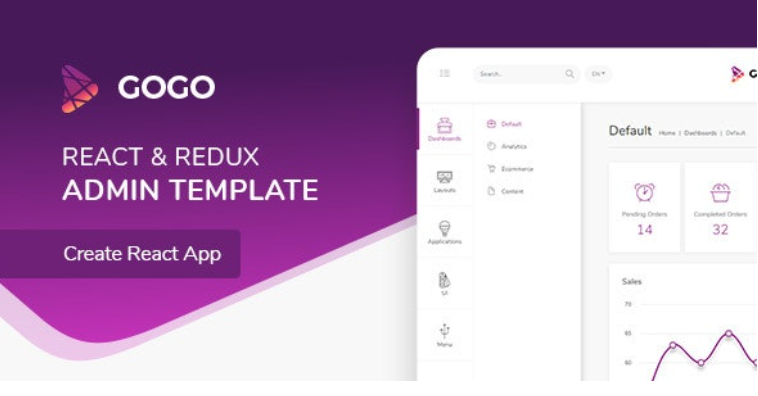 GOGO
REACT & REDUX
ADMIN TEMPLATE
Create React App
Search.
EN
G
Dashboards
Layouts
Applications
UI
Menu
Default
Analytics
Ecommerce
Content
Default Home | Dashboards | Default
Pending Orders
14
Completed Orders
32
Sales
70
65
60